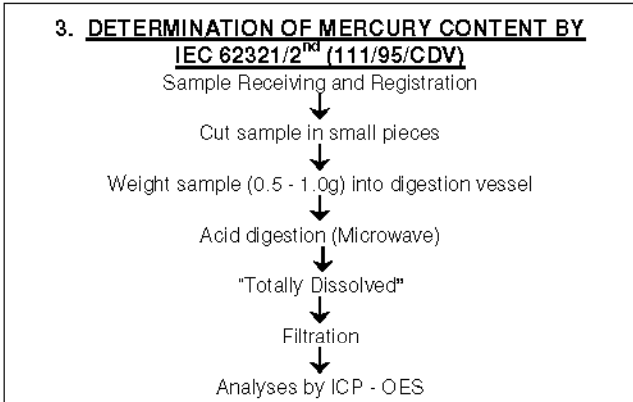 3. DETERMINATION OF MERCURY CONTENT BY
IEC 62321/2nd (111/95/CDV)
Sample Receiving and Registration
Cut sample in small pieces
Weight sample (0.5 - 1.0g) into digestion vessel
Acid digestion (Microwave)
"Totally Dissolved"
Filtration
Analyses by ICP - OES